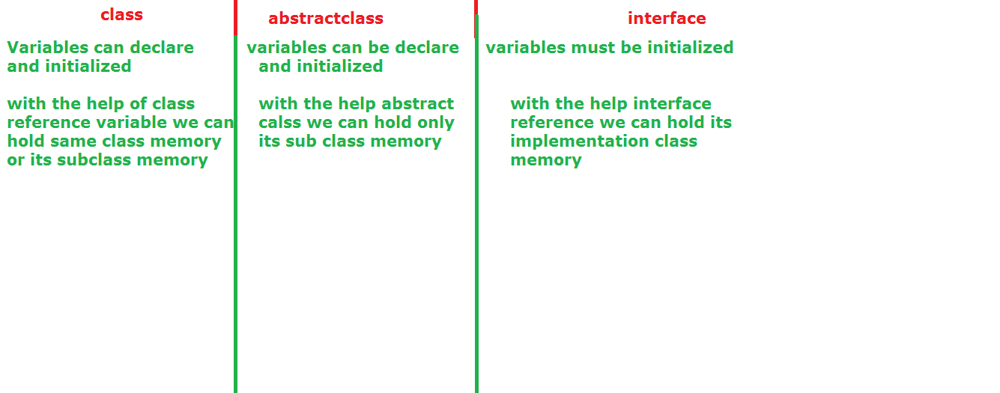 class
Variables can declare
and initialized
with the help of class
reference variable we can
hold same class memory
or its subclass memory
abstractclass
variables can be declare
and initialized
with the help abstract
calss we can hold only
its sub class memory
interface
variables must be initialized
with the help interface
reference we can hold its
implementation class
memory